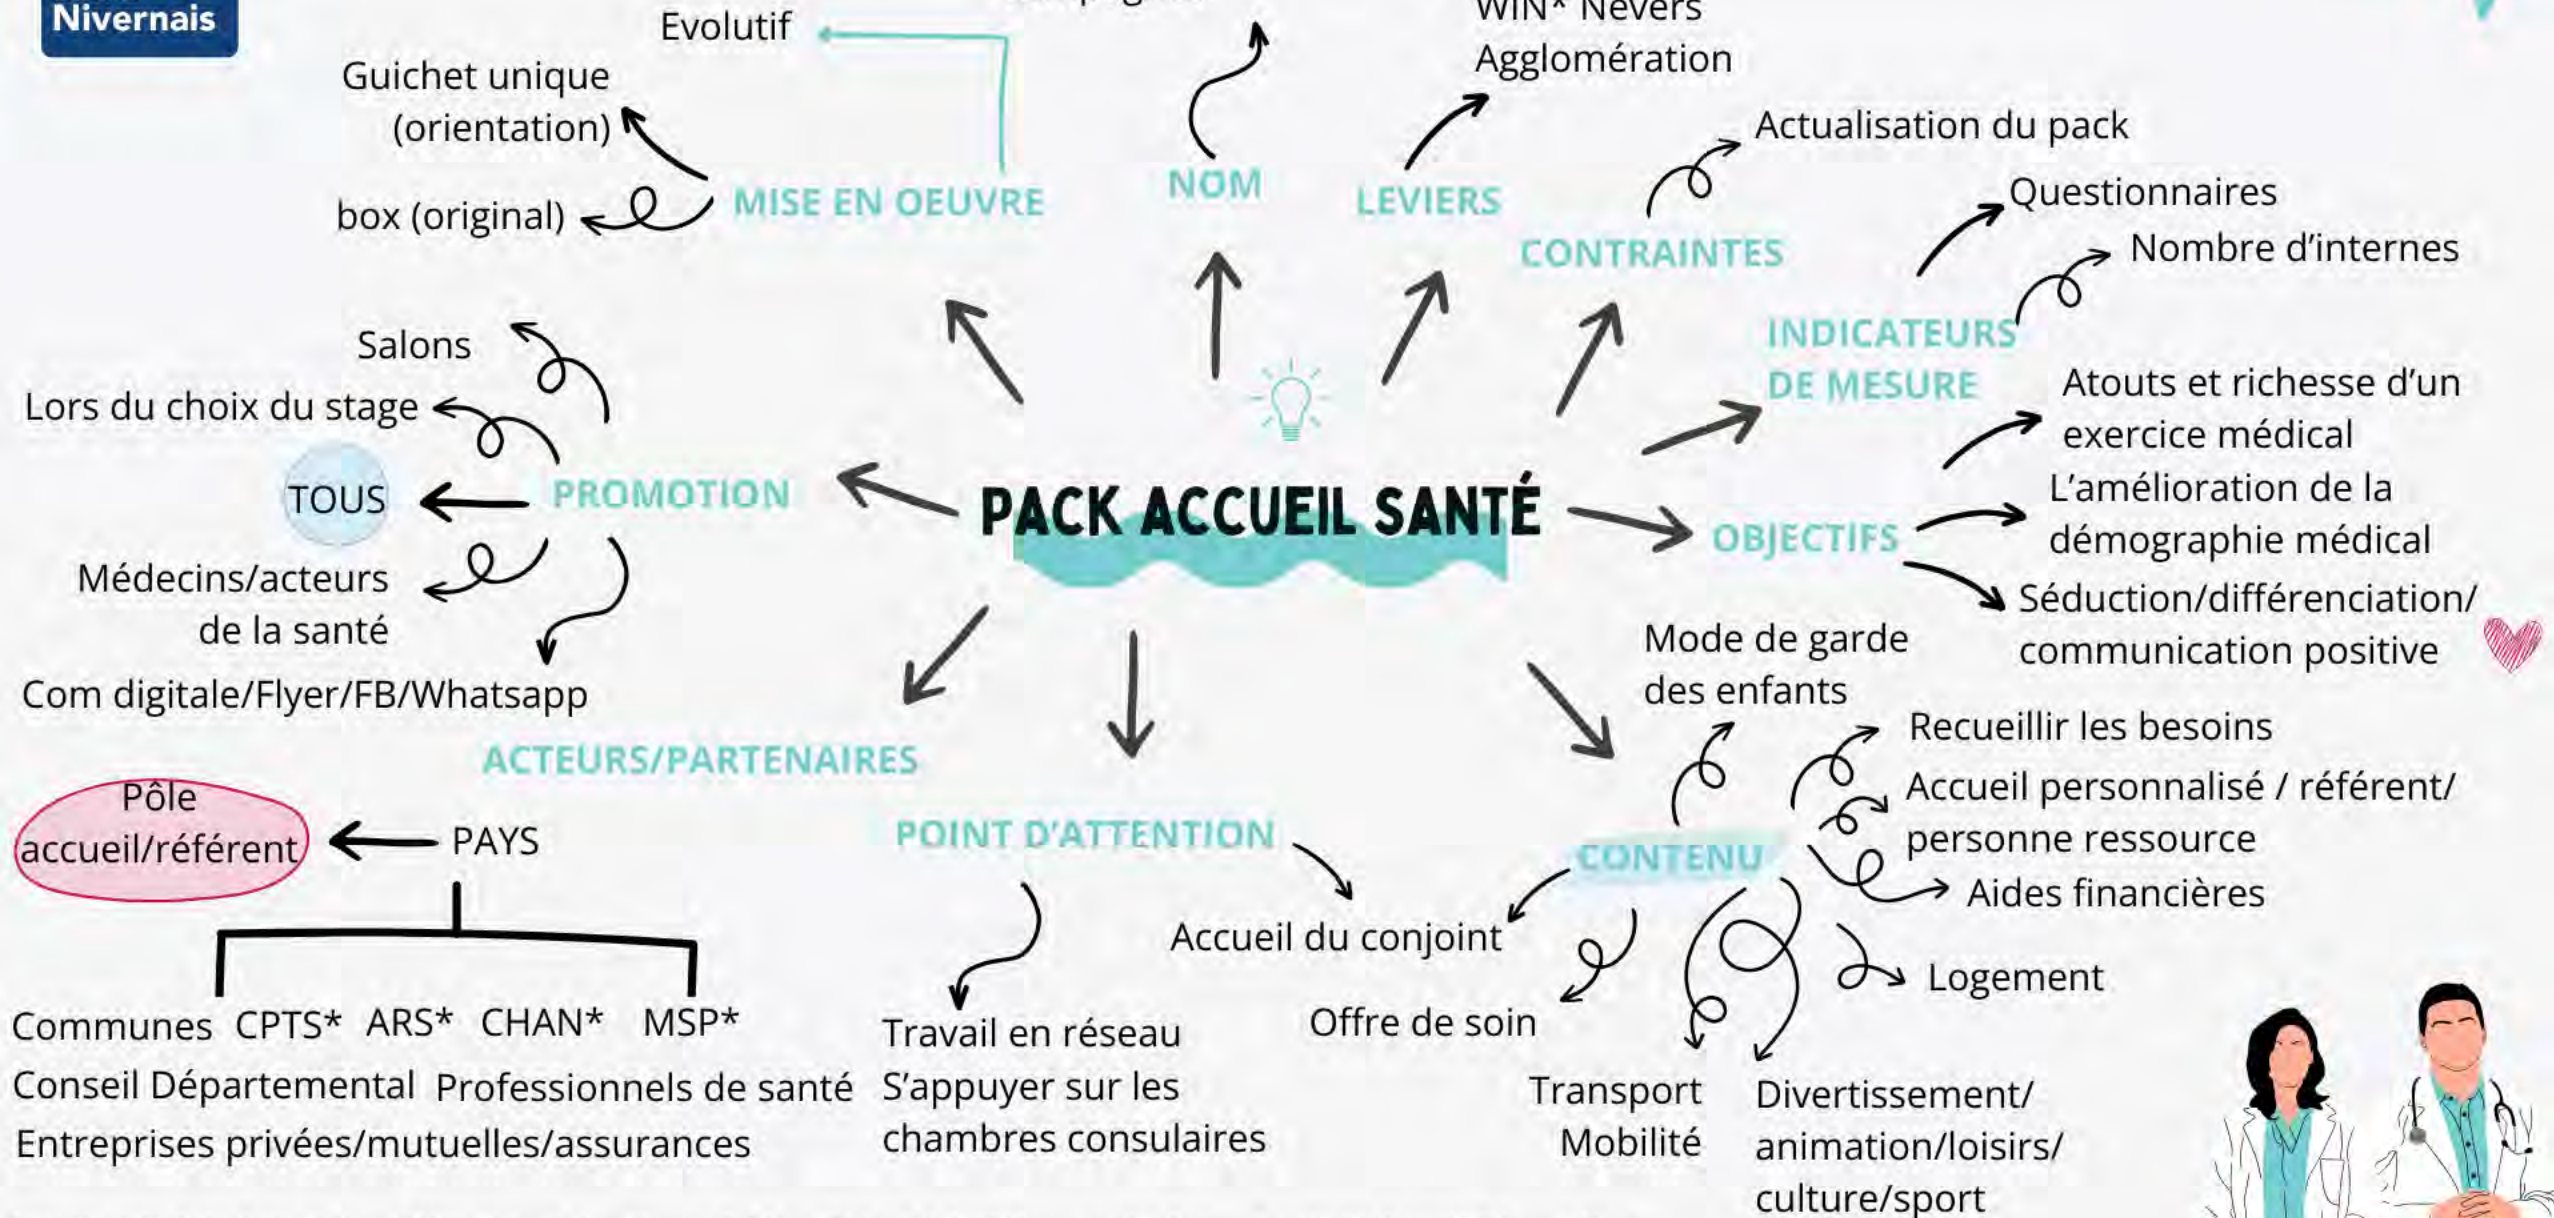 Nivernais
Evolutif
WIN* Nevers
Agglomération
Guichet unique
(orientation)
box (original)
MISE EN OEUVRE
NOM
LEVIERS
CONTRAINTES
Actualisation du pack
Questionnaires
Nombre d'internes
INDICATEURS
DE MESURE
Salons
Lors du choix du stage
TOUS
PROMOTION
Médecins/acteurs
de la santé
Com digitale/Flyer/FB/Whatsapp
PACK ACCUEIL SANTÉ
OBJECTIFS
Atouts et richesse d'un
exercice médical
L'amélioration de la
démographie médical
Séduction/différenciation/
communication positive
ACTEURS/PARTENAIRES
Pôle
accueil/référent
PAYS
Communes CPTS* ARS* CHAN* MSP*
Conseil Départemental Professionnels de santé
Entreprises privées/mutuelles/assurances
POINT D'ATTENTION
Travail en réseau
S'appuyer sur les
chambres consulaires
CONTENU
Mode de garde
des enfants
Recueillir les besoins
Accueil personnalisé / référent/
personne ressource
Aides financières
Logement
Accueil du conjoint
Offre de soin
Transport
Mobilité
Divertissement/
animation/loisirs/
culture/sport